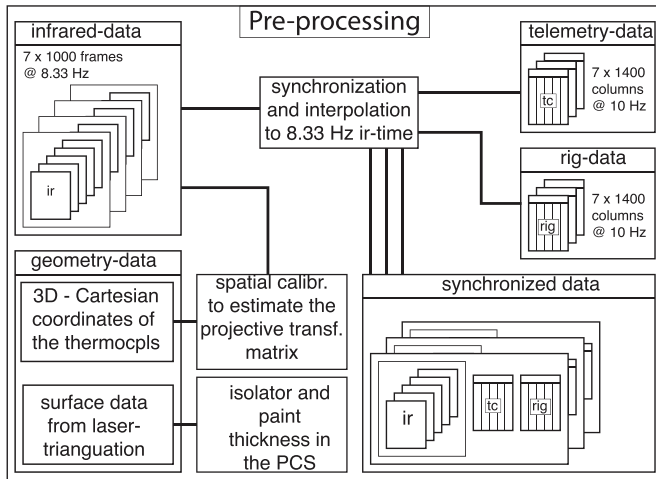 Pre-processing
infrared-data
7 x 1000 frames
@ 8.33 Hz
ir
synchronization
and interpolation
to 8.33 Hz ir-time
telemetry-data
tc
7 x 1400
columns
@ 10 Hz
rig-data
rig
7 x 1400
columns
@ 10 Hz
geometry-data
3D - Cartesian
coordinates of
the thermocpls
surface data
from laser-
trianguation
spatial calibr.
to estimate the
projective transf.
matrix
isolator and
paint
thickness in
the PCS
synchronized data
ir
tc
rig